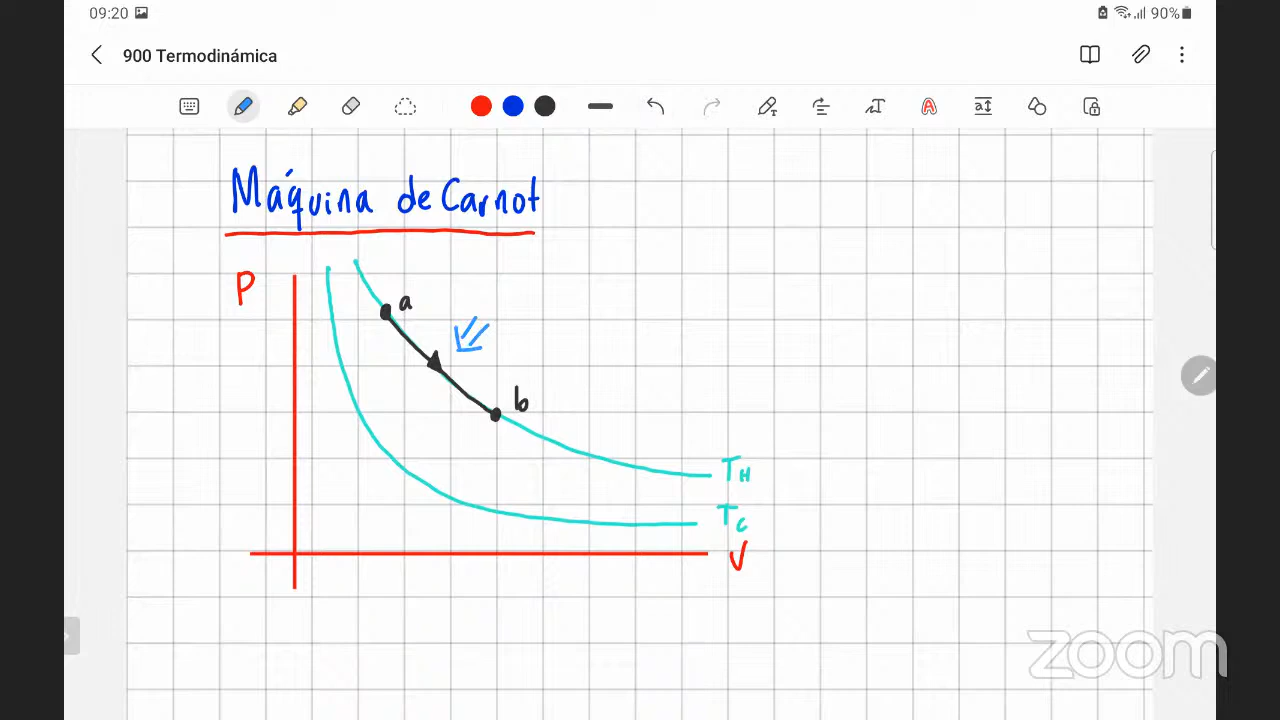 09:20
90%
900 Termodinámica
Máquina de Carnot
P
a
b
TH
TC
V
zoom